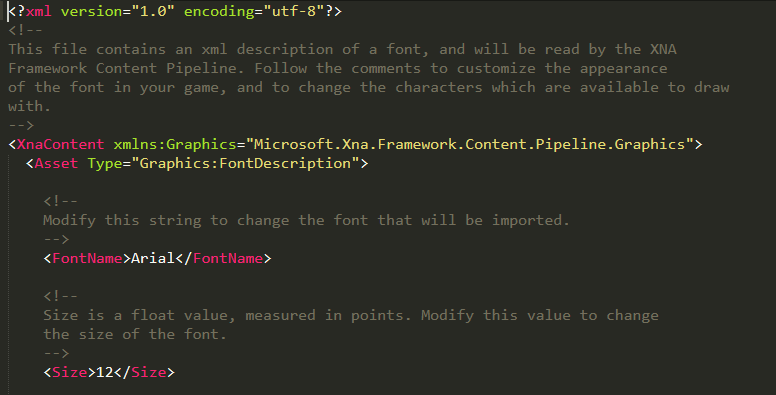 <?xml version="1.0" encoding="utf-8"?>
<!--
This file contains an xml description of a font, and will be read by the XNA
Framework Content Pipeline. Follow the comments to customize the appearance
of the font in your game, and to change the characters which are available to draw
with.
-->
<XnaContent xmlns:Graphics="Microsoft.Xna.Framework.Content.Pipeline.Graphics">
<Asset Type="Graphics:FontDescription">
<!--
Modify this string to change the font that will be imported.
-->
<FontName>Arial</FontName>
<!--
Size is a float value, measured in points. Modify this value to change
the size of the font.
-->
<Size>12</Size>